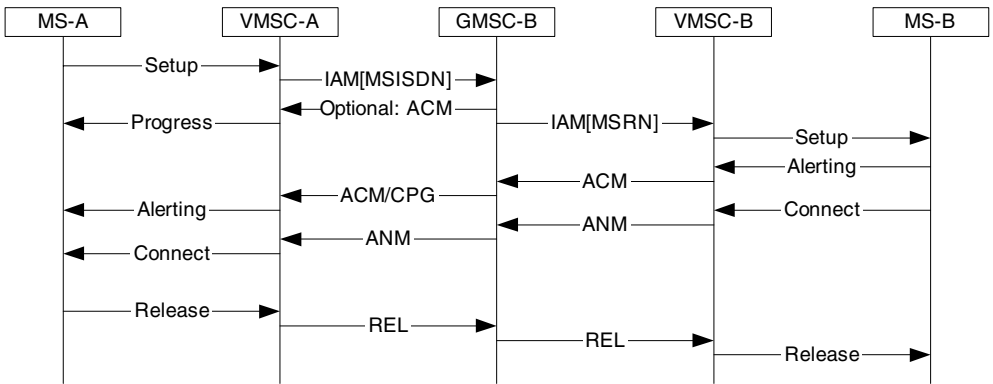 MS-A VMSC-A GMSC-B VMSC-B MS-B
Setup
IAM[MSISDN]
Optional: ACM
Progress IAM[MSRN]
Setup
Alerting
ACM
ACM/CPG
Alerting Connect
ANM
ANM
Connect
Release
REL
REL
Release